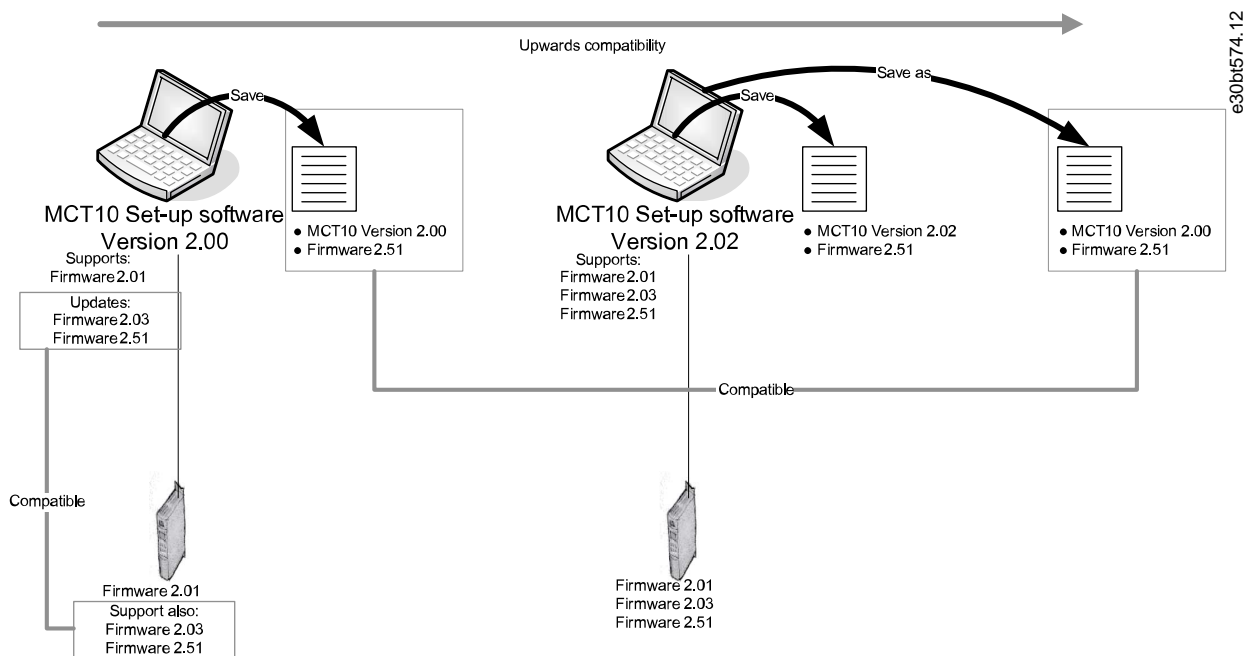 Upwards compatibility
e30bt574.12
Save
MCT10 Set-up software
Version 2.00
Supports:
Firmware 2.01
Updates:
Firmware 2.03
Firmware 2.51
• MCT10 Version 2.00
• Firmware 2.51
Save
Save as
MCT10 Set-up software
Version 2.02
Supports:
Firmware 2.01
Firmware 2.03
Firmware 2.51
• MCT10 Version 2.02
• Firmware 2.51
• MCT10 Version 2.00
• Firmware 2.51
Compatible
Compatible
Firmware 2.01
Support also:
Firmware 2.03
Firmware 2.51
Firmware 2.01
Firmware 2.03
Firmware 2.51